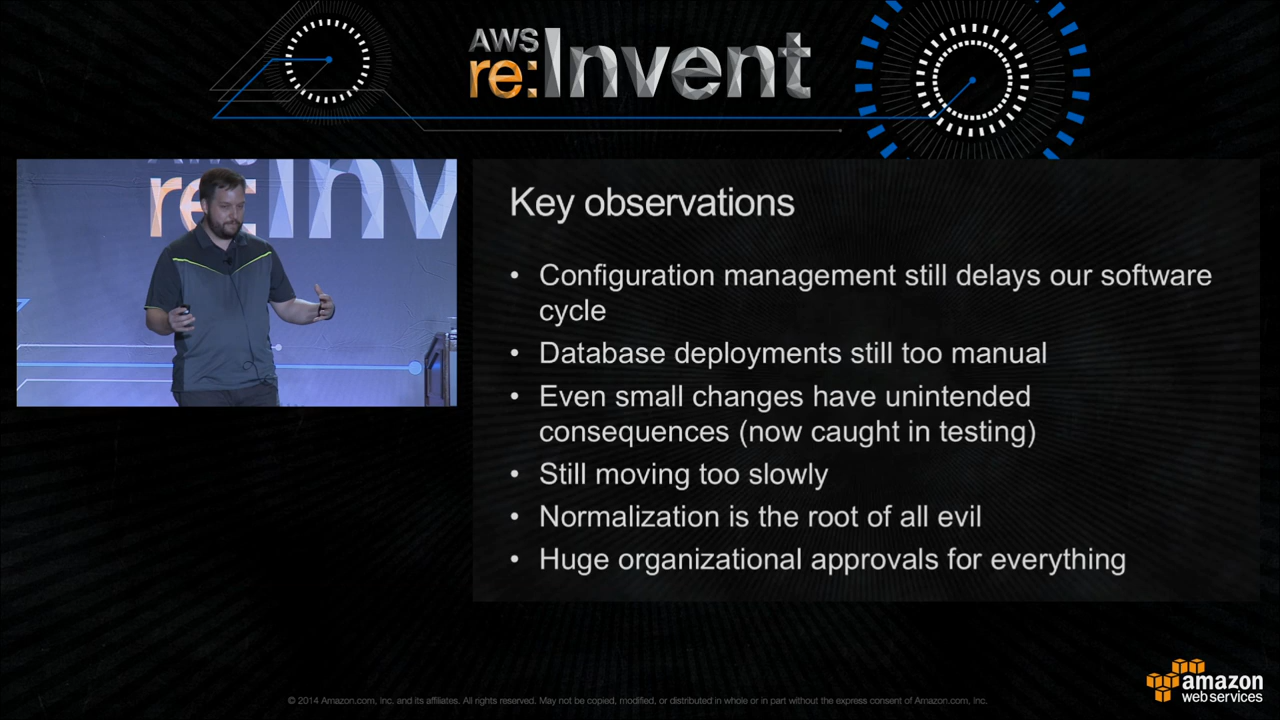 AWS
re:Invent
AWS
re:Inv
Key observations
• Configuration management still delays our software
cycle
• Database deployments still too manual
• Even small changes have unintended
consequences (now caught in testing)
• Still moving too slowly
• Normalization is the root of all evil
• Huge organizational approvals for everything
© 2014 Amazon.com, Inc. and its affiliates. All rights reserved. May not be copied, modified, or distributed in whole or in part without the express consent of Amazon.com, Inc.
amazon
web services